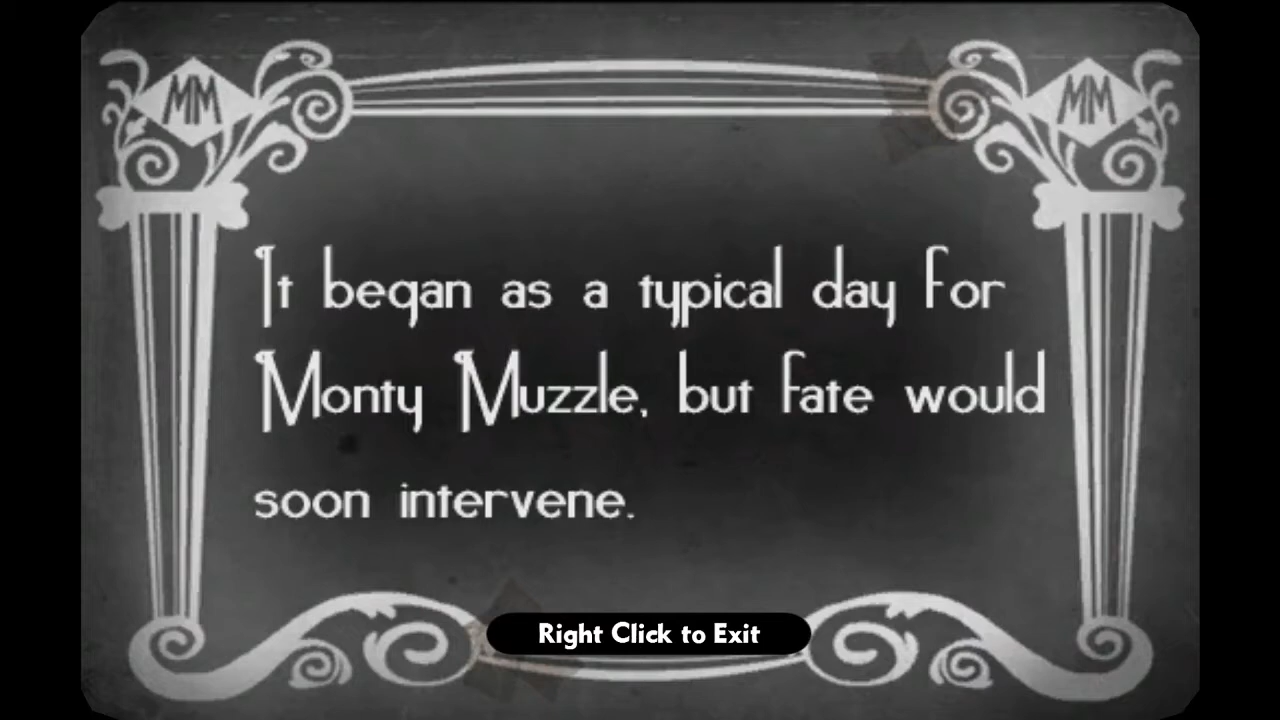 MM MM
It began as a typical day for
Monty Muzzle, but fate would
soon intervene.
Right Click to Exit